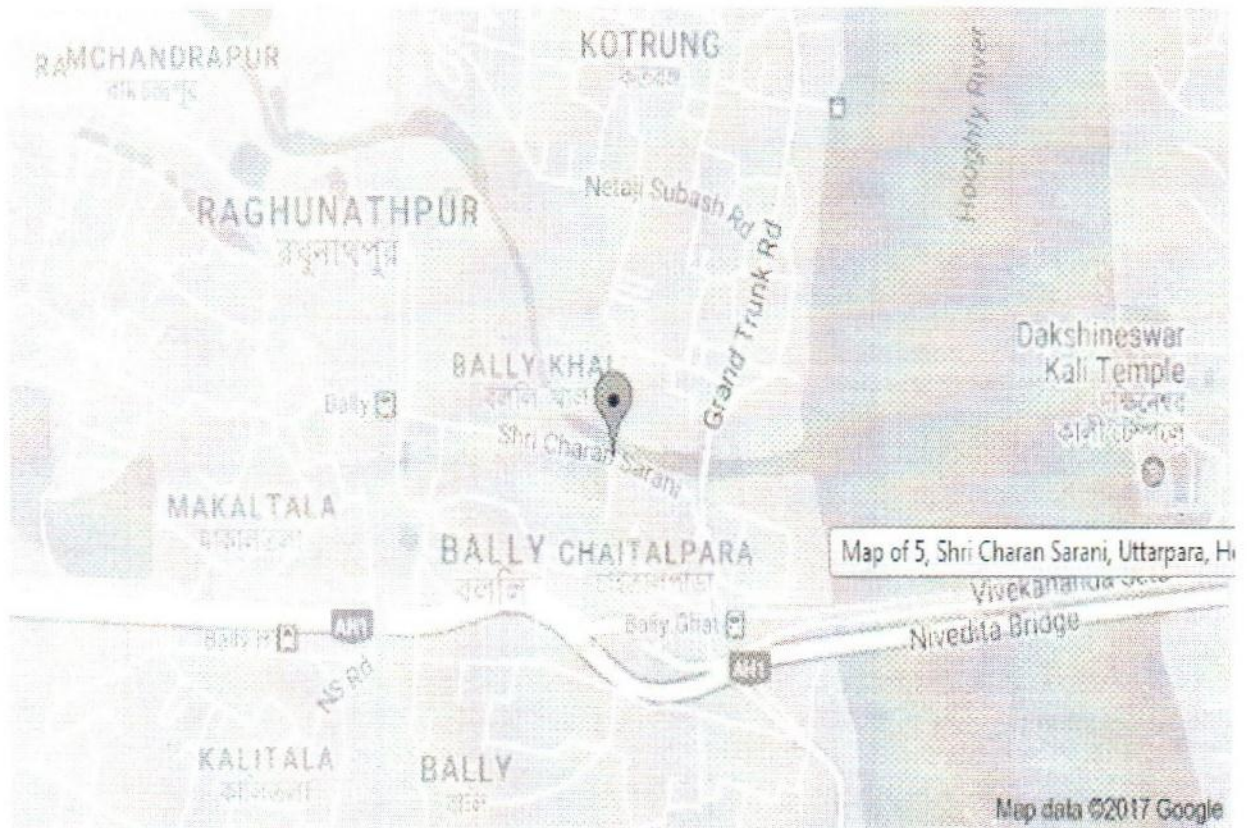 KOTRUNG
RAMCHANDRAPUR
Hooghly River
Netaji Subash Rd
RAGHUNATHPUR
রঘুনাথপুর
Grand Trunk Rd
Dakshineswar
Kali Temple
BALLY KHAL
Bally
Shri Charan Sarani
MAKALTALA
BALLY
CHAITALPARA
Map of 5, Shri Charan Sarani, Uttarpara, H
Vivekananda
Nivedita Bridge
Bally Ghat
Bally H
AH1
AH1
NS Rd
KALITALA
BALLY
Map data ©2017 Google